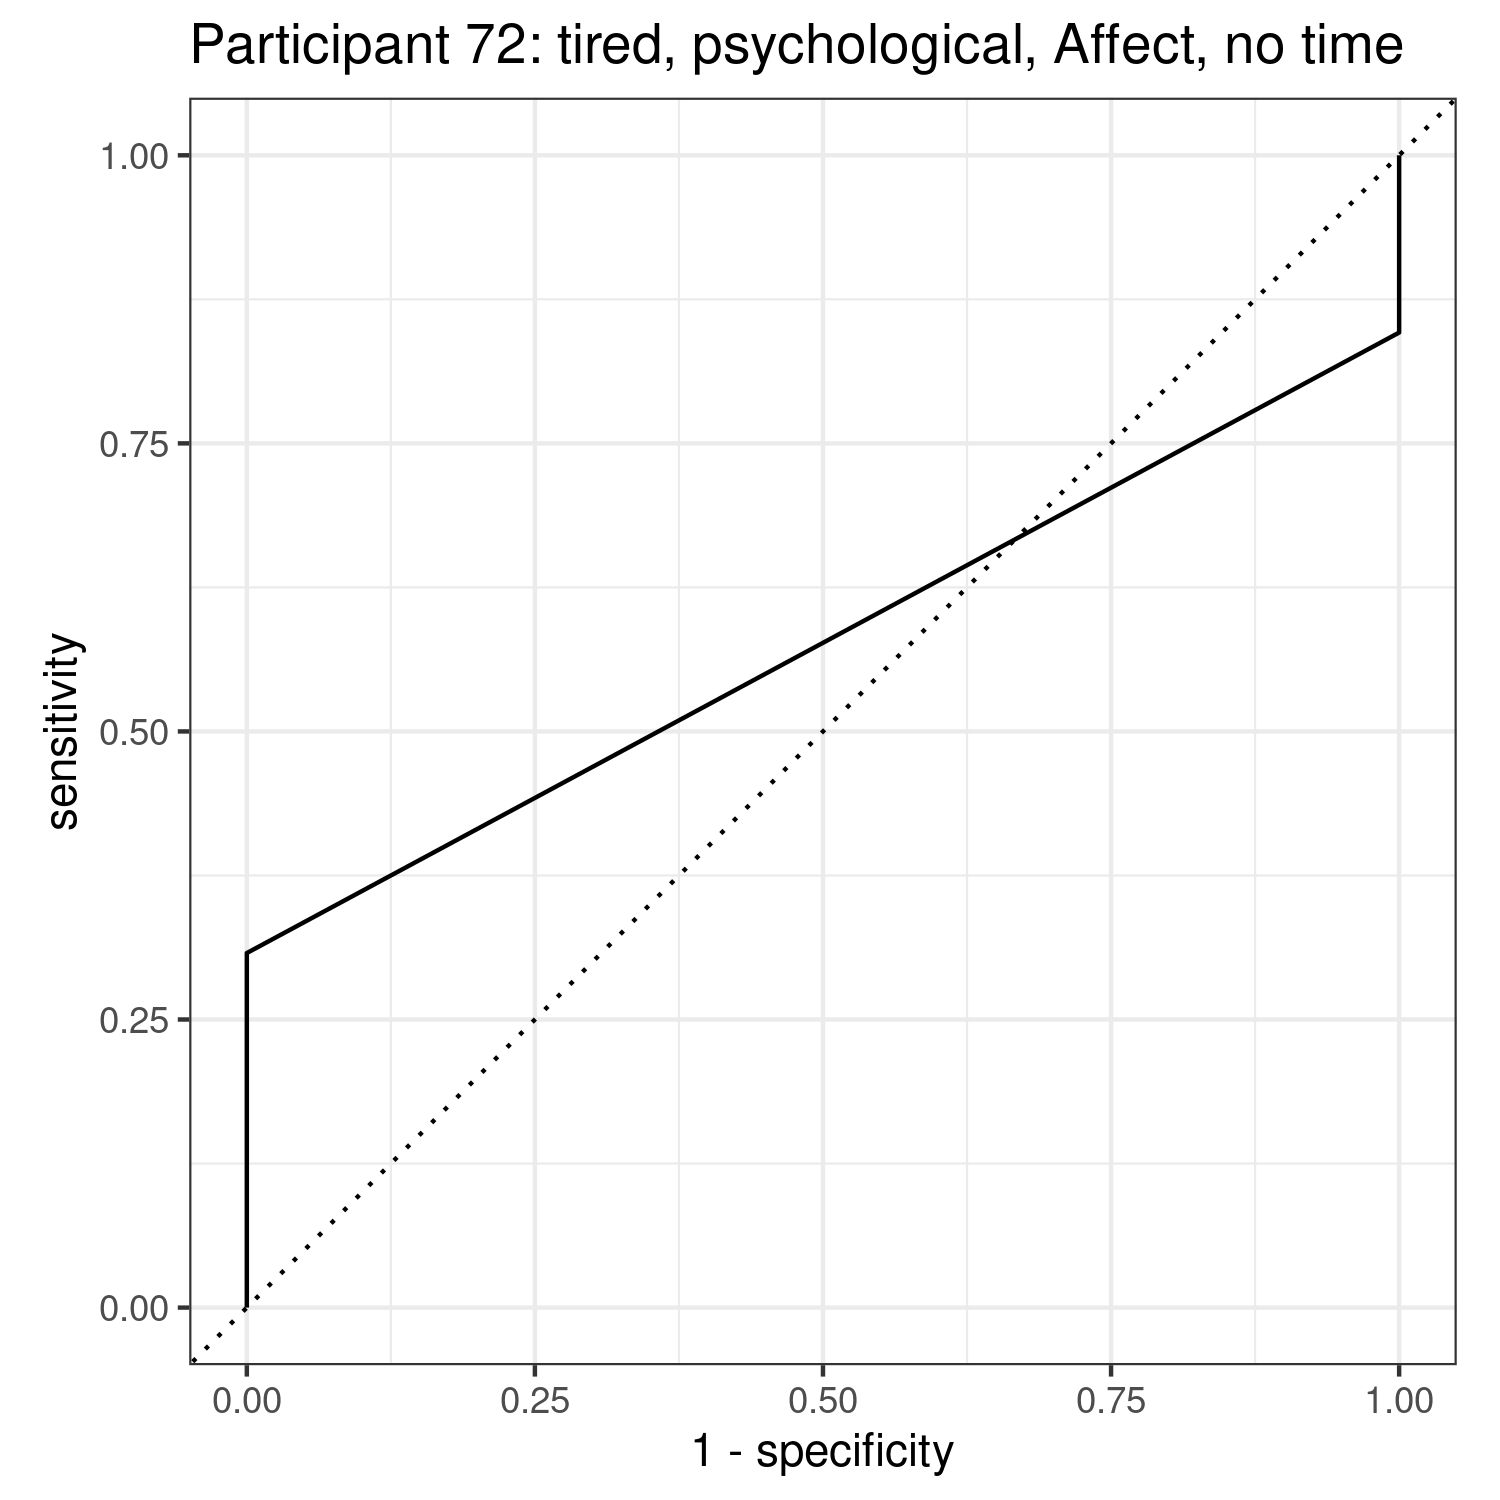 Participant 72: tired, psychological, Affect, no time
1.00
0.75
0.50
0.25
0.00
sensitivity
0.00 0.25 0.50 0.75 1.00
1 - specificity